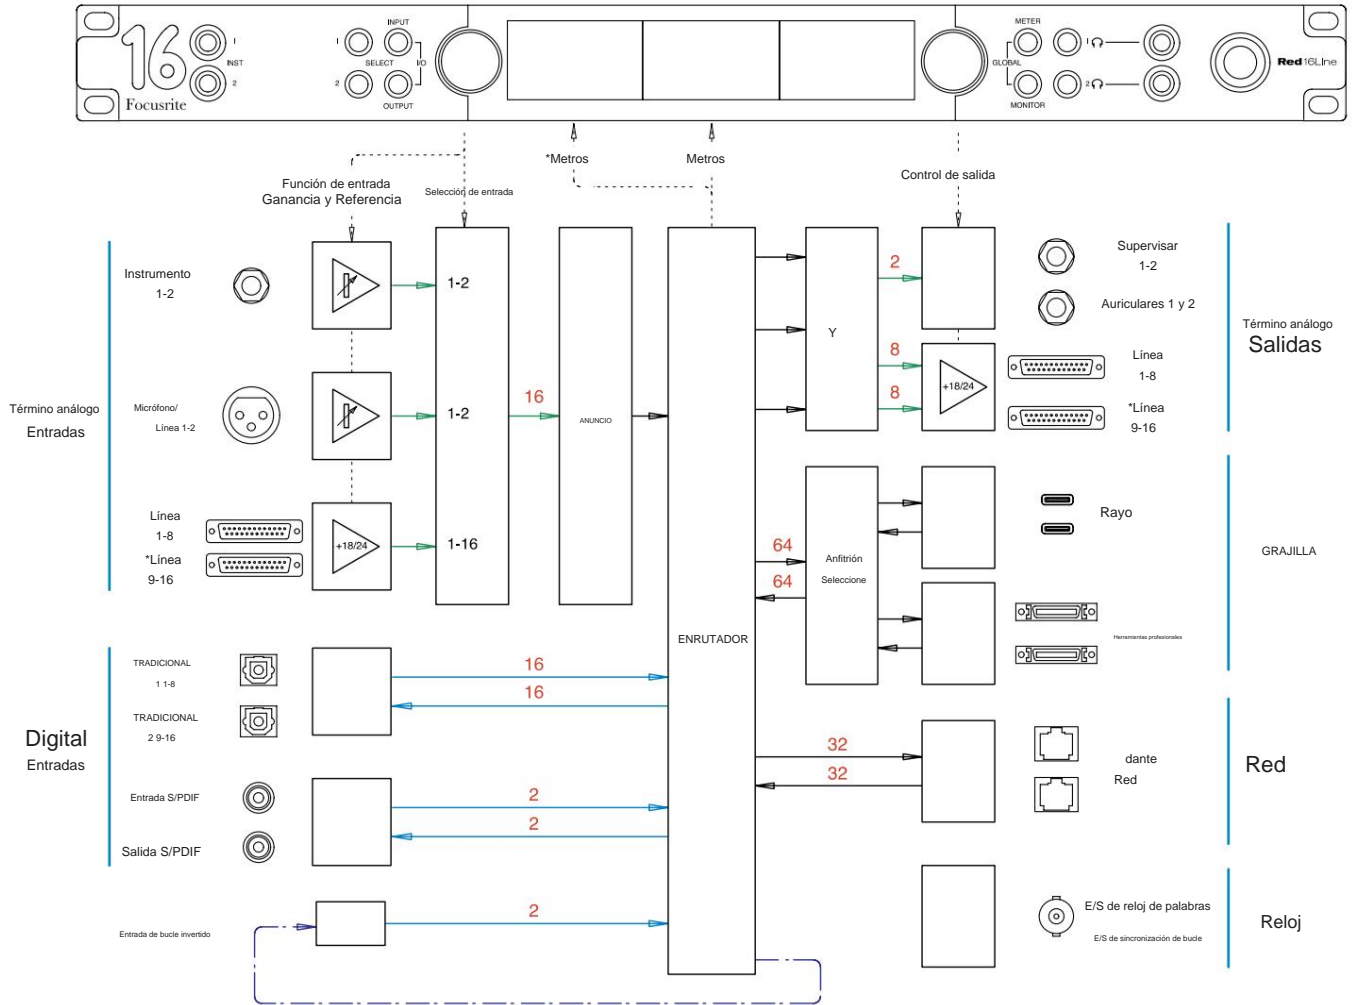 16
Focusrite
1
INST
2
INPUT
1
SELECT
I/O
2
OUTPUT
METER
1
GLOBAL
2
MONITOR
Red 16Line
*Metros
Metros
Función de entrada
Ganancia y Referencia
Selección de entrada
Control de salida
Instrumento
1-2
1-2
Término análogo
Entradas
Micrófono/
Línea 1-2
1-2
16
ANUNCIO
Línea
1-8
*Línea
9-16
+18/24
1-16
Y
2
8
8
+18/24
Supervisar
1-2
Auriculares 1 y 2
Línea
1-8
*Línea
9-16
Término análogo
Salidas
64
64
Anfitrión
Seleccione
Rayo
Herramientas profesionales
GRAJILLA
ENRUTADOR
Digital
Entradas
TRADICIONAL
1 1-8
TRADICIONAL
2 9-16
16
16
Entrada S/PDIF
Salida S/PDIF
2
2
32
32
dante
Red
Red
Entrada de bucle invertido
2
E/S de reloj de palabras
E/S de sincronización de bucle
Reloj